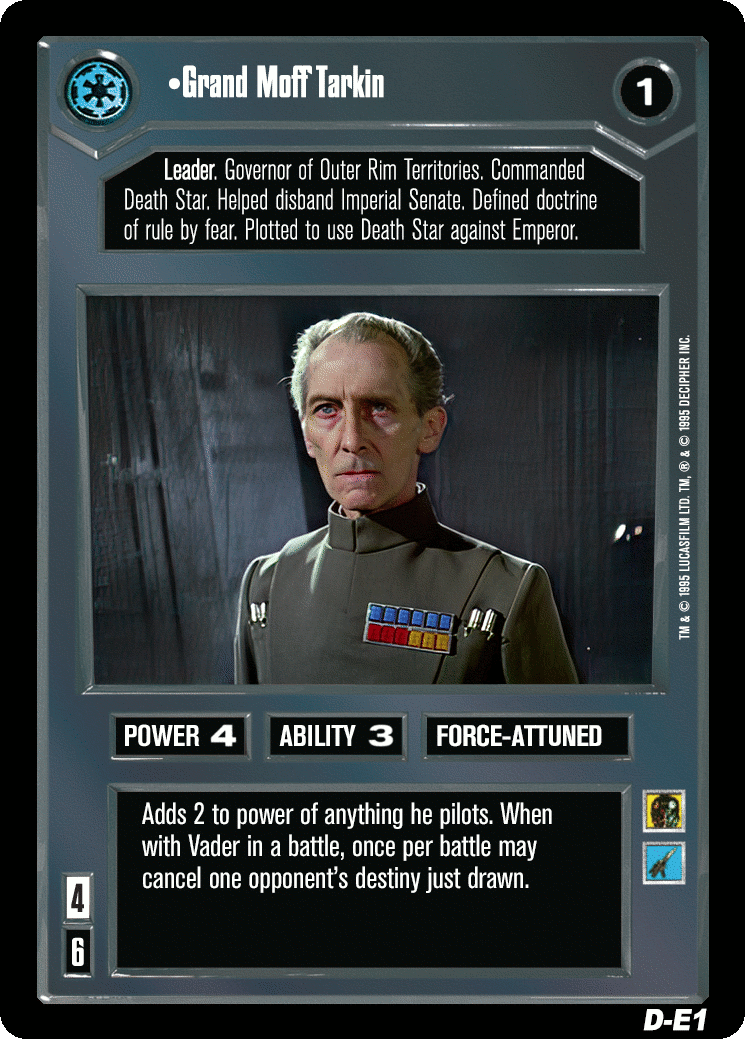 •Grand Moff Tarkin
1
Leader. Governor of Outer Rim Territories. Commanded
Death Star. Helped disband Imperial Senate. Defined doctrine
of rule by fear. Plotted to use Death Star against Emperor.
TM & © 1995 LUCASFILM LTD. TM, ® & © 1995 DECIPHER INC.
POWER 4
ABILITY 3
FORCE-ATTUNED
Adds 2 to power of anything he pilots. When
with Vader in a battle, once per battle may
cancel one opponent's destiny just drawn.
4
6
D-E1